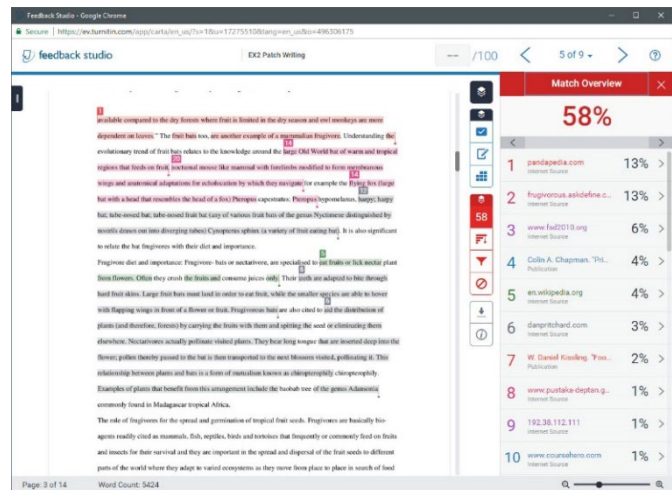 Feedback Studio - Google Chrome
Secure | https://ev.turnitin.com/app/carta/en_us/?s=1&u=17275510&lang=en_us&o=496306175
feedback studio
EX2 Patch Writing
-- /100
5 of 9
available compared to the dry forests where fruit is limited in the dry season and owl monkeys are more
dependent on leaves." The fruit bats too, are another example of a mammalian frugivore. Understanding the
evolutionary trend of fruit bats relates to the knowledge around the large Old World bat of warm and tropical
regions that feeds on fruit, nocturnal mouse like mammal with forelimbs modified to form membranous
wings and anatomical adaptations for echolocation by which they navigate for example the flying fox (large
bat with a head that resembles the head of a fox) Pteropus capestratus; Pteropus hypomelanus, harpy; harpy
bat; tube-nosed bat; tube-nosed fruit bat (any of various fruit bats of the genus Nyctimene distinguished by
nostrils drawn out into diverging tubes) Cynopterus sphinx (a variety of fruit eating bat). It is also significant
to relate the bat frugivores with their diet and importance.
Frugivore diet and importance: Frugivore- bats or nectarivore, are specialised to eat fruits or lick nectar plant
from flowers. Often they crush the fruits and consume juices only. Their teeth are adapted to bite through
hard fruit skins. Large fruit bats must land in order to eat fruit, while the smaller species are able to hover
with flapping wings in front of a flower or fruit. Frugivorous bats are also cited to aid the distribution of
plants (and therefore, forests) by carrying the fruits with them and spitting the seed or eliminating them
elsewhere. Nectarivores actually pollinate visited plants. They bear long tongue that are inserted deep into the
flower; pollen thereby passed to the bat is then transported to the next blossom visited, pollinating it. This
relationship between plants and bats is a form of mutualism known as chiropterophily chiropterophily.
Examples of plants that benefit from this arrangement include the baobab tree of the genus Adansonia
commonly found in Madagascar tropical Africa.
The role of frugivores for the spread and germination of tropical fruit seeds. Frugivores are basically bio-
agents readily cited as mammals, fish, reptiles, birds and tortoises that frequently or commonly feed on fruits
and insects for their survival and they are important in the spread and dispersal of the fruit seeds to different
parts of the world where they adapt to varied ecosystems as they move from place to place in search of food
58
Match Overview
58%
1 pandapedia.com 13%
Internet Source
2 frugivorous.askdefine.c... 13%
Internet Source
3 www.fsd2010.org 6%
Internet Source
4 Colin A. Chapman. "Pri... 4%
Publication
5 en.wikipedia.org 4%
Internet Source
6 danpritchard.com 3%
Internet Source
7 W. Daniel Kissling. "Foo... 2%
Publication
8 www.pustaka-deptan.g... 1%
Internet Source
9 192.38.112.111 1%
Internet Source
10 www.coursehero.com 1%
Internet Source
Page: 3 of 14 Word Count: 5424